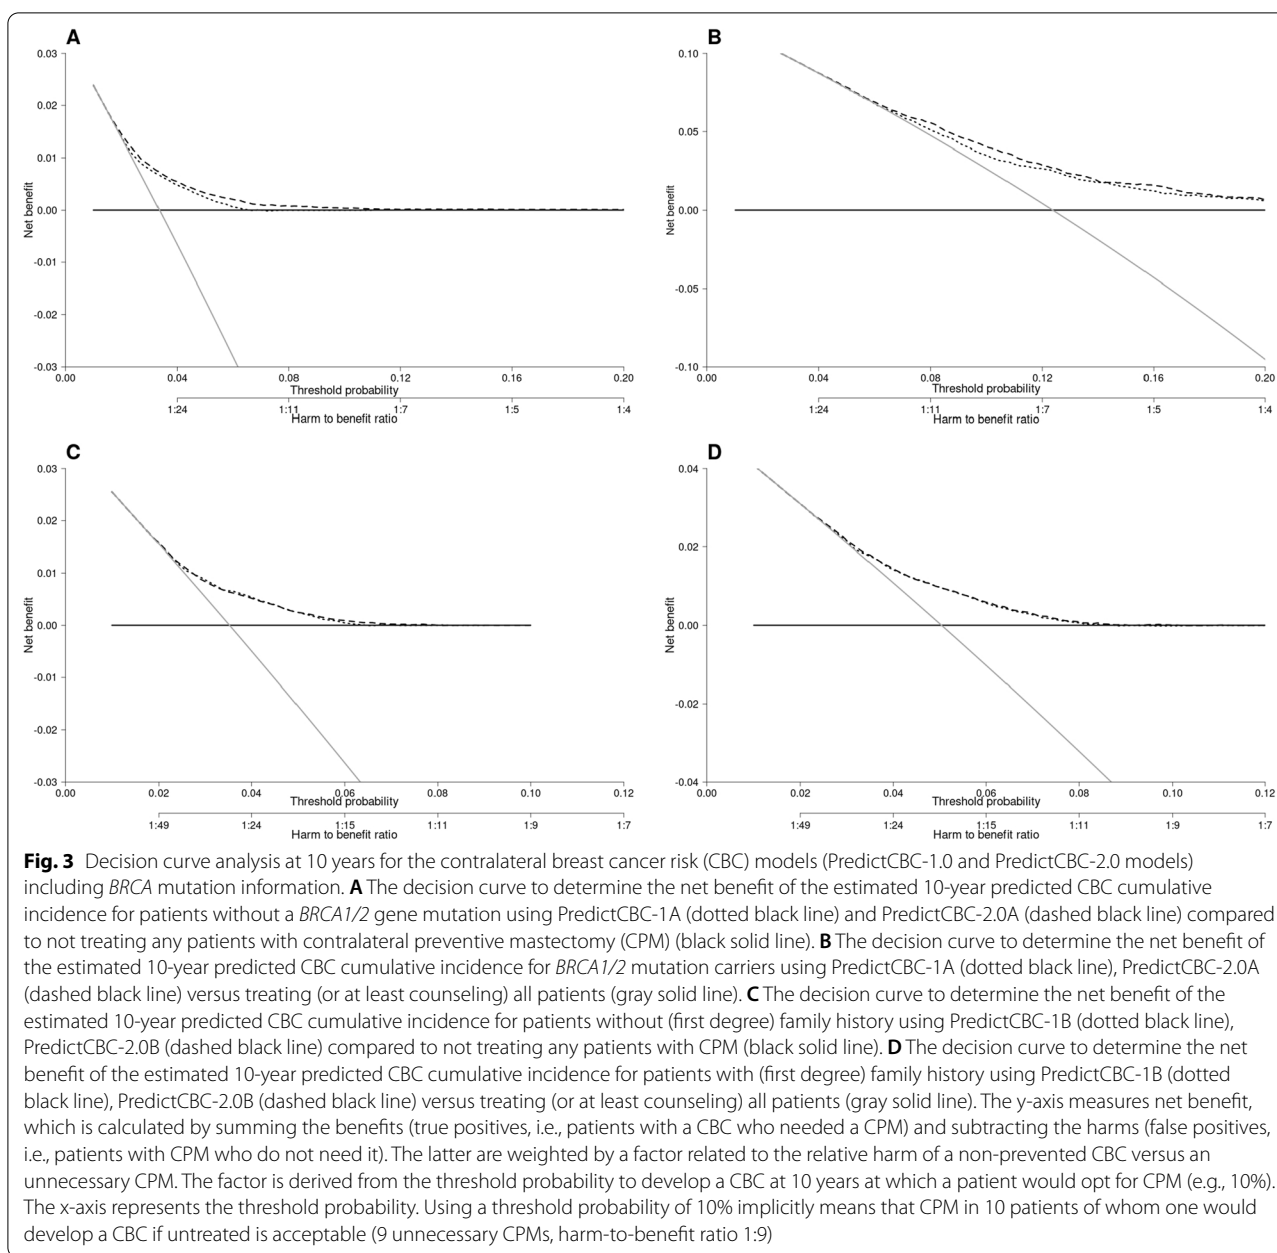 A
0.03
0.02
0.01
0.00
-0.01
-0.02
-0.03
Net benefit
0.00 0.04 0.08 0.12 0.16 0.20
Threshold probability
1:24 1:11 1:7 1:5 1:4
Harm to benefit ratio
B
0.10
0.05
0.00
-0.05
-0.10
Net benefit
0.00 0.04 0.08 0.12 0.16 0.20
Threshold probability
1:24 1:11 1:7 1:5 1:4
Harm to benefit ratio
C
0.03
0.02
0.01
0.00
-0.01
-0.02
-0.03
Net benefit
0.00 0.02 0.04 0.06 0.08 0.10 0.12
Threshold probability
1:49 1:24 1:15 1:11 1:9 1:7
Harm to benefit ratio
D
0.04
0.02
0.00
-0.02
-0.04
Net benefit
0.00 0.02 0.04 0.06 0.08 0.10 0.12
Threshold probability
1:49 1:24 1:15 1:11 1:9 1:7
Harm to benefit ratio
Fig. 3 Decision curve analysis at 10 years for the contralateral breast cancer risk (CBC) models (PredictCBC-1.0 and PredictCBC-2.0 models)
including BRCA mutation information. A The decision curve to determine the net benefit of the estimated 10-year predicted CBC cumulative
incidence for patients without a BRCA1/2 gene mutation using PredictCBC-1A (dotted black line) and PredictCBC-2.0A (dashed black line) compared
to not treating any patients with contralateral preventive mastectomy (CPM) (black solid line). B The decision curve to determine the net benefit of
the estimated 10-year predicted CBC cumulative incidence for BRCA1/2 mutation carriers using PredictCBC-1A (dotted black line), PredictCBC-2.0A
(dashed black line) versus treating (or at least counseling) all patients (gray solid line). C The decision curve to determine the net benefit of the
estimated 10-year predicted CBC cumulative incidence for patients without (first degree) family history using PredictCBC-1B (dotted black line),
PredictCBC-2.0B (dashed black line) compared to not treating any patients with CPM (black solid line). D The decision curve to determine the net
benefit of the estimated 10-year predicted CBC cumulative incidence for patients with (first degree) family history using PredictCBC-1B (dotted
black line), PredictCBC-2.0B (dashed black line) versus treating (or at least counseling) all patients (gray solid line). The y-axis measures net benefit,
which is calculated by summing the benefits (true positives, i.e., patients with a CBC who needed a CPM) and subtracting the harms (false positives,
i.e., patients with CPM who do not need it). The latter are weighted by a factor related to the relative harm of a non-prevented CBC versus an
unnecessary CPM. The factor is derived from the threshold probability to develop a CBC at 10 years at which a patient would opt for CPM (e.g., 10%).
The x-axis represents the threshold probability. Using a threshold probability of 10% implicitly means that CPM in 10 patients of whom one would
develop a CBC if untreated is acceptable (9 unnecessary CPMs, harm-to-benefit ratio 1:9)